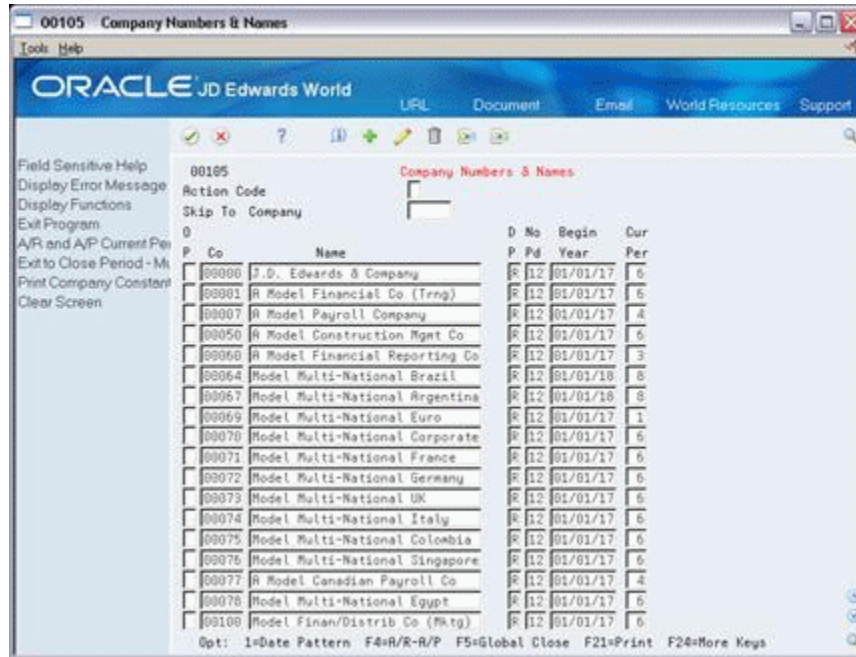 00105 Company Numbers & Names
Tools Help
ORACLE JD Edwards World
URL Document Email World Resources Support
Field Sensitive Help
Display Error Message
Display Functions
Exit Program
A/R and A/P Current Per
Exit to Close Period - Mu
Print Company Constant
Clear Screen
00105 Company Numbers & Names
Action Code
Skip To Company
O D No Begin Cur
P Co Name P Pd Year Per
00000 J.D. Edwards & Company R 12 01/01/17 6
00001 A Model Financial Co (Trng) R 12 01/01/17 6
00007 A Model Payroll Company R 12 01/01/17 4
00050 A Model Construction Mgmt Co R 12 01/01/17 6
00060 A Model Financial Reporting Co R 12 01/01/17 3
00064 Model Multi-National Brazil R 12 01/01/18 8
00067 Model Multi-National Argentina R 12 01/01/18 8
00069 Model Multi-National Euro R 12 01/01/17 1
00070 Model Multi-National Corporate R 12 01/01/17 6
00071 Model Multi-National France R 12 01/01/17 6
00072 Model Multi-National Germany R 12 01/01/17 6
00073 Model Multi-National UK R 12 01/01/17 6
00074 Model Multi-National Italy R 12 01/01/17 6
00075 Model Multi-National Colombia R 12 01/01/17 6
00076 Model Multi-National Singapore R 12 01/01/17 6
00077 A Model Canadian Payroll Co R 12 01/01/17 4
00078 Model Multi-National Egypt R 12 01/01/17 6
00100 Model Finan/Distrib Co (Mktg) R 12 01/01/17 6
Opt: 1=Date Pattern F4=A/R-A/P F5=Global Close F21=Print F24=More Keys